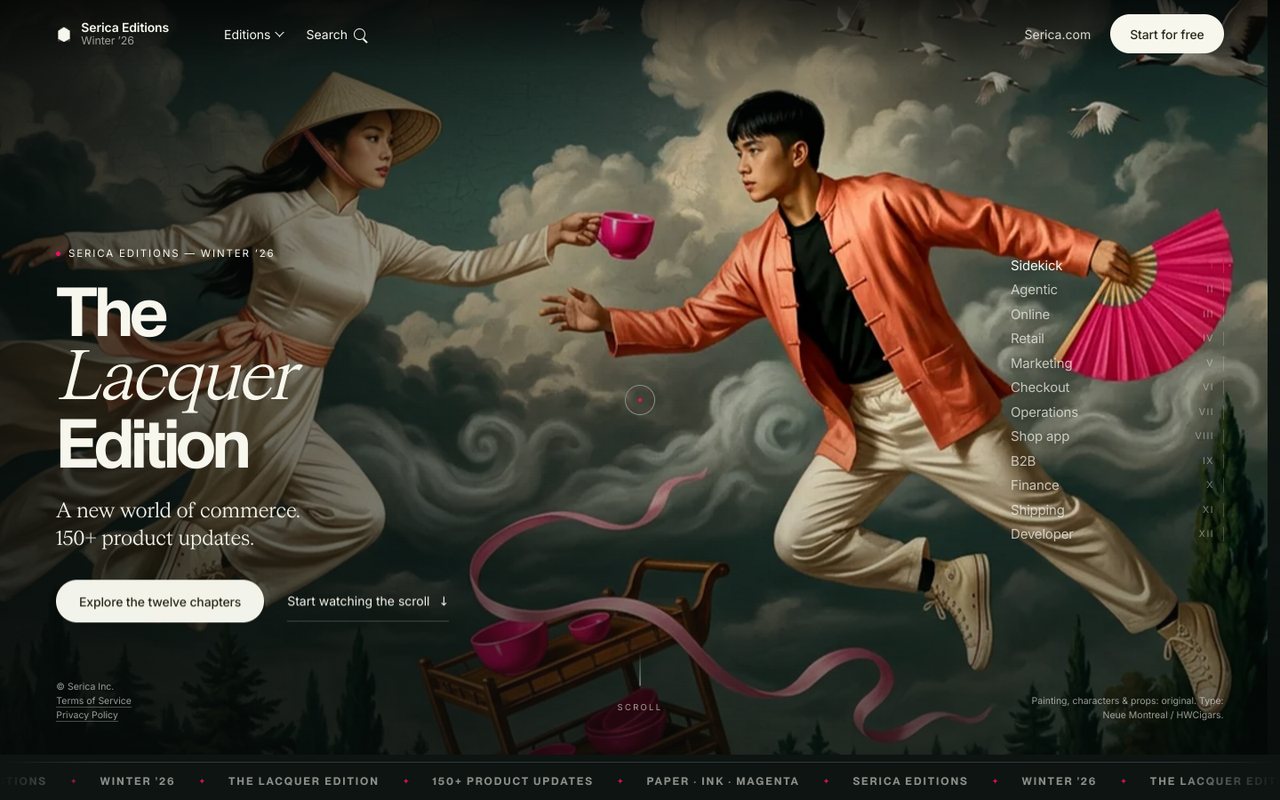 Serica Editions
Winter '26
Editions
Search
Serica.com
Start for free
SERICA EDITIONS — WINTER '26
The
Lacquer
Edition
A new world of commerce.
150+ product updates.
Explore the twelve chapters
Start watching the scroll ↓
Sidekick I
Agentic II
Online III
Retail IV
Marketing V
Checkout VI
Operations VII
Shop app VIII
B2B IX
Finance X
Shipping XI
Developer XII
© Serica Inc.
Terms of Service
Privacy Policy
SCROLL
Painting, characters & props: original. Type:
Neue Montreal / HWCigars.
TIONS ✦ WINTER '26 ✦ THE LACQUER EDITION ✦ 150+ PRODUCT UPDATES ✦ PAPER · INK · MAGENTA ✦ SERICA EDITIONS ✦ WINTER '26 ✦ THE LACQUER EDIT